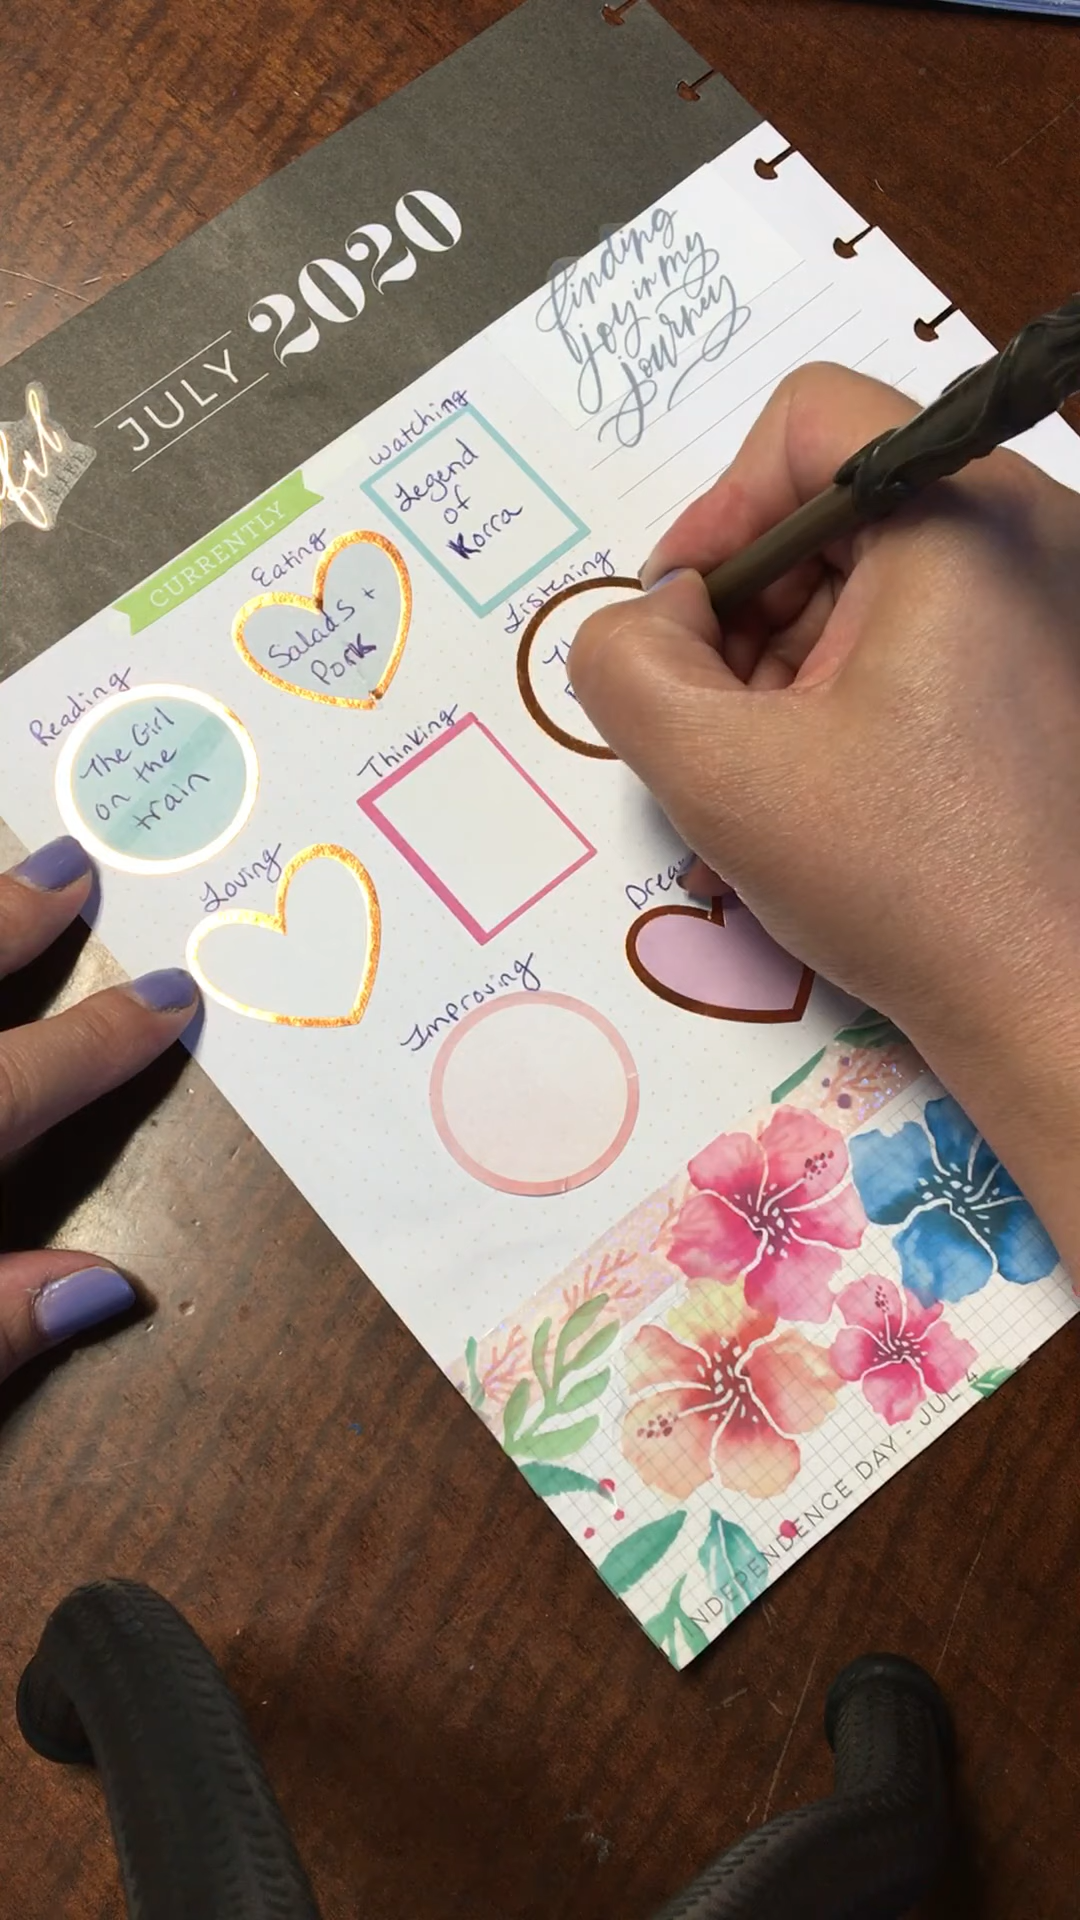 JULY 2020
finding
joy in my
journey
CURRENTLY
Watching
Legend
of
Korra
Eating
Salads +
Pork
Listening
Reading
The Girl
on the
train
Thinking
Loving
Improving
INDEPENDENCE DAY - JUL 4